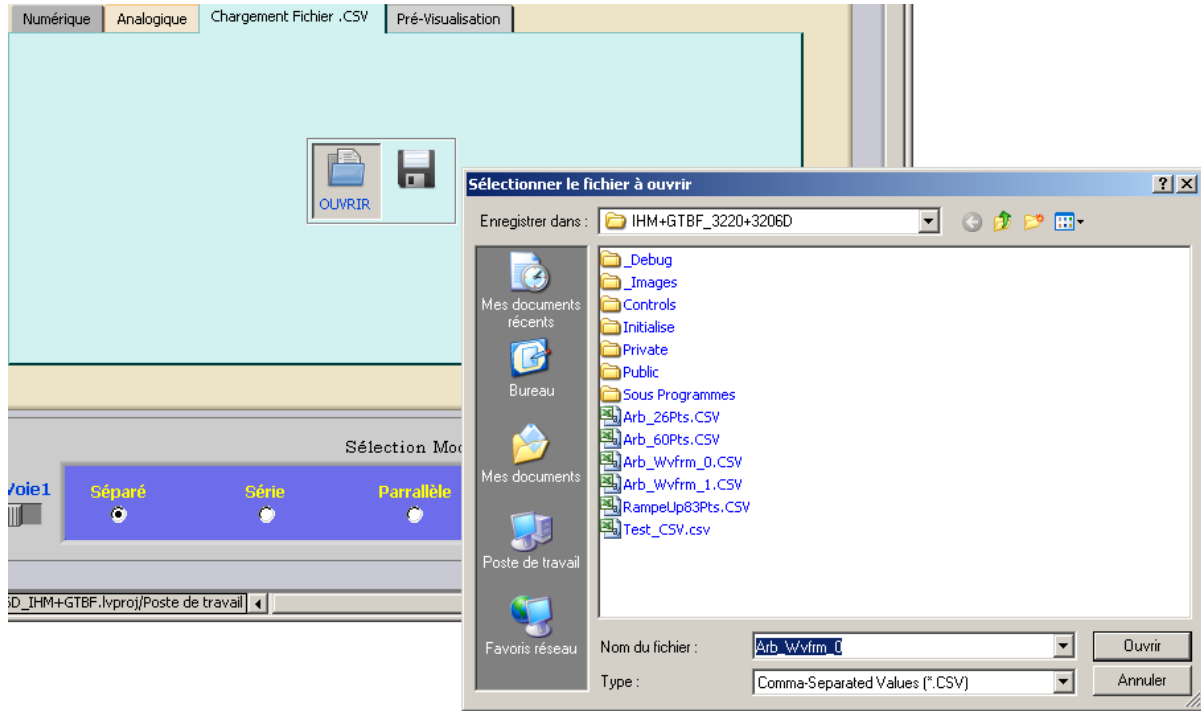 Numérique Analogique Chargement Fichier .CSV Pré-Visualisation
OUVRIR
Sélectionner le fichier à ouvrir
Enregistrer dans : IHM+GTBF_3220+3206D
Mes documents
récents
Bureau
Mes documents
Poste de travail
Favoris réseau
_Debug
_Images
Controls
Initialise
Private
Public
Sous Programmes
Arb_26Pts.CSV
Arb_60Pts.CSV
Arb_Wvfrm_0.CSV
Arb_Wvfrm_1.CSV
RampeUp83Pts.CSV
Test_CSV.csv
Nom du fichier : Arb_Wvfrm_0 Ouvrir
Type : Comma-Separated Values (*.CSV) Annuler
Sélection Mod
Voie1 Séparé Série Parrallèle
6D_IHM+GTBF.lvproj/Poste de travail